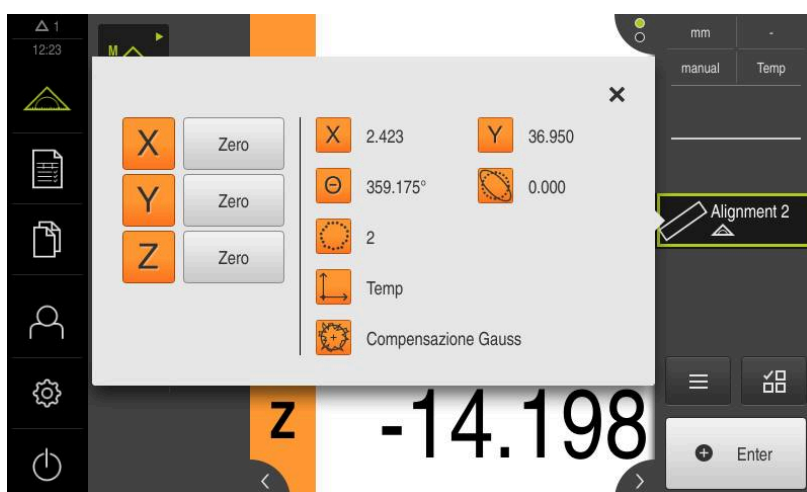 1
mm
-
12:23
M
manual
Temp
X
Zero
X
2.423
Y
36.950
Y
Zero
Θ
359.175°
0.000
Z
Zero
2
Temp
Compensazione Gauss
Alignment 2
Z
-14.198
Enter